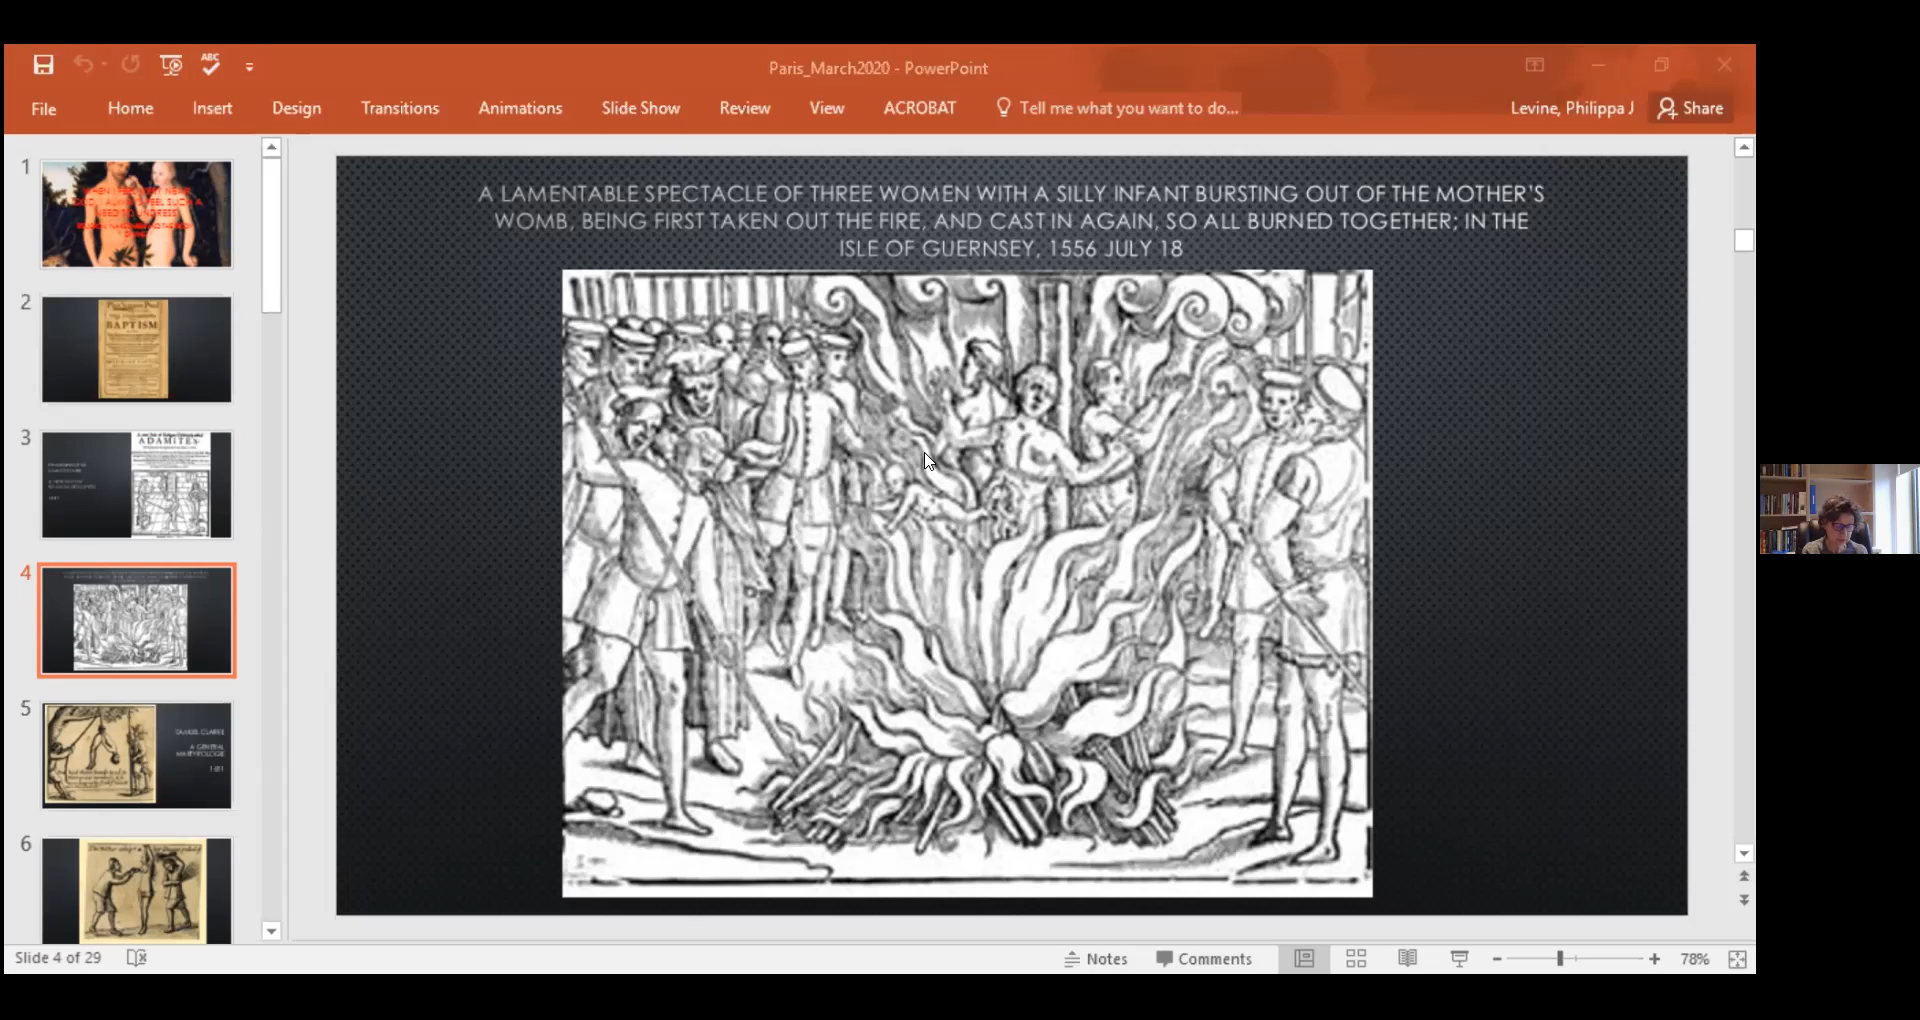 ABC
Paris_March2020 - PowerPoint
File Home Insert Design Transitions Animations Slide Show Review View ACROBAT Tell me what you want to do... Levine, Philippa J Share
1
2
BAPTISM
3
ADAMITES
4
5
SAMUEL CLARKE
A GENERAL
MARTYROLOGIE
6
A LAMENTABLE SPECTACLE OF THREE WOMEN WITH A SILLY INFANT BURSTING OUT OF THE MOTHER'S
WOMB, BEING FIRST TAKEN OUT THE FIRE, AND CAST IN AGAIN, SO ALL BURNED TOGETHER; IN THE
ISLE OF GUERNSEY, 1556 JULY 18
Slide 4 of 29 Notes Comments 78%